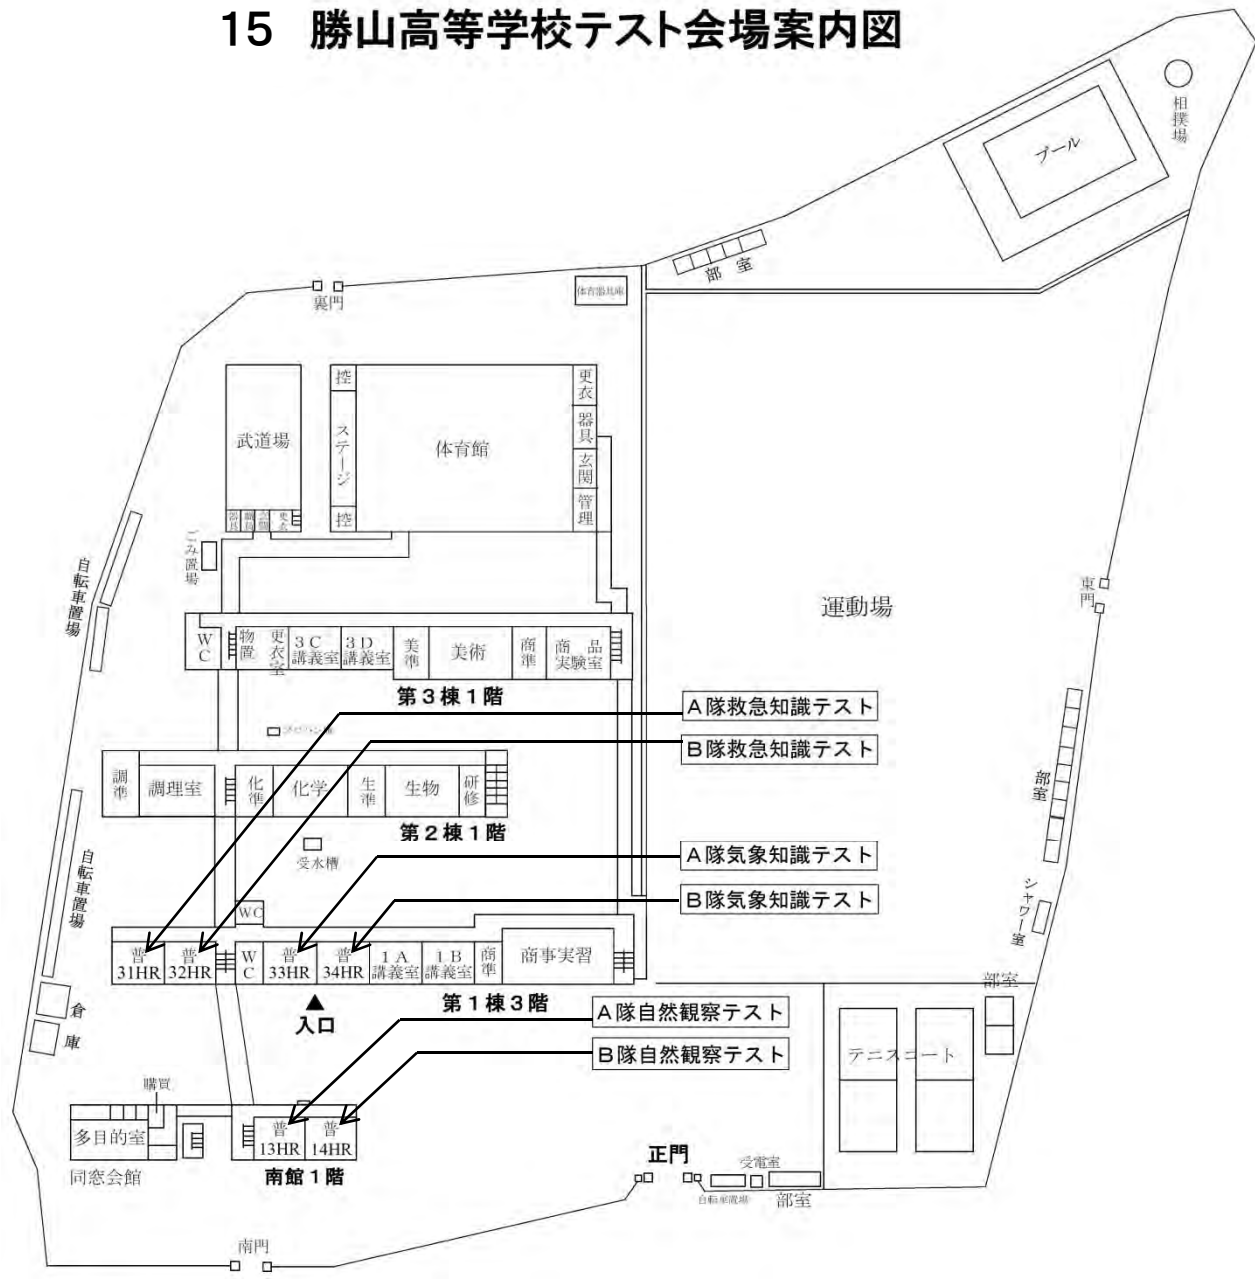 15 勝山高等学校テスト会場案内図
相撲場
プール
部室
裏門
体育器具庫
控
更衣
武道場
ステージ
体育館
器具
玄関
管理
控
器具
玄関
更衣
ごみ置場
自転車置場
東門
運動場
WC
物置
更衣室
3C講義室
3D講義室
美準
美術
商準
商品実験室
第3棟1階
A隊救急知識テスト
B隊救急知識テスト
調準
調理室
化準
化学
生準
生物
研修
第2棟1階
部室
受水槽
自転車置場
A隊気象知識テスト
B隊気象知識テスト
シャワー室
WC
普31HR
普32HR
WC
普33HR
普34HR
1A講義室
1B講義室
商準
商事実習
第1棟3階
入口
倉庫
部室
A隊自然観察テスト
B隊自然観察テスト
テニスコート
購買
多目的室
同窓会館
普13HR
普14HR
南館1階
正門
受電室
自転車置場
部室
南門